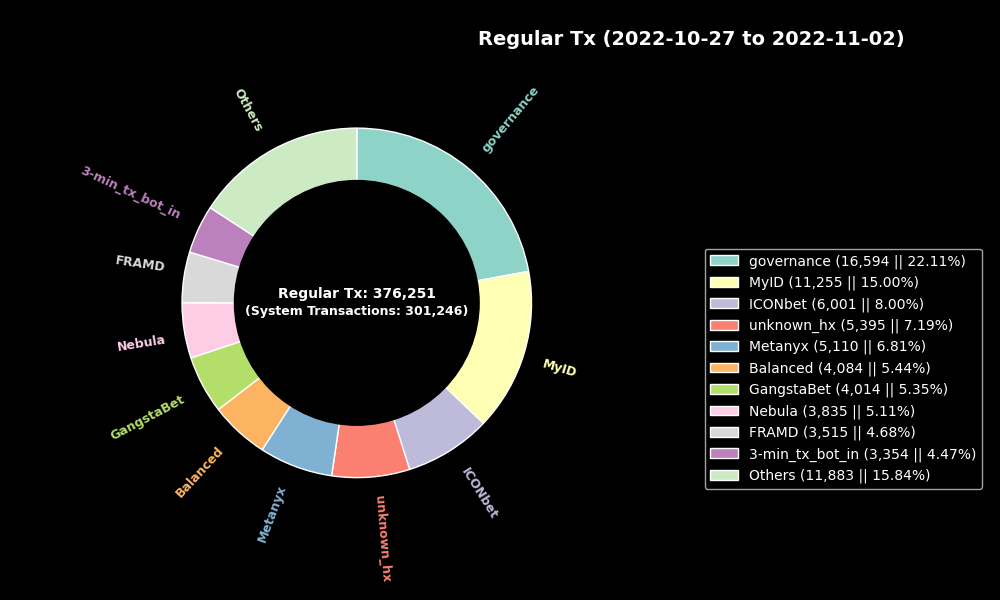 Regular Tx (2022-10-27 to 2022-11-02)
governance
Others
3-min_tx_bot_in
FRAMD
Nebula
GangstaBet
Balanced
Metanyx
unknown_hx
ICONbet
MyID
Regular Tx: 376,251
(System Transactions: 301,246)
governance (16,594 || 22.11%)
MyID (11,255 || 15.00%)
ICONbet (6,001 || 8.00%)
unknown_hx (5,395 || 7.19%)
Metanyx (5,110 || 6.81%)
Balanced (4,084 || 5.44%)
GangstaBet (4,014 || 5.35%)
Nebula (3,835 || 5.11%)
FRAMD (3,515 || 4.68%)
3-min_tx_bot_in (3,354 || 4.47%)
Others (11,883 || 15.84%)